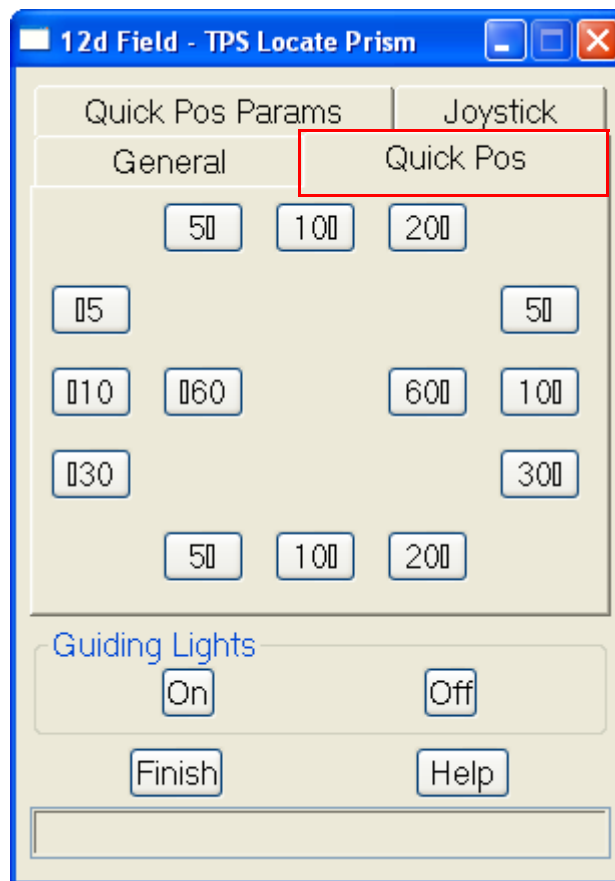 12d Field - TPS Locate Prism
Quick Pos Params Joystick
General Quick Pos
5▯ 10▯ 20▯
▯5 5▯
▯10 ▯60 60▯ 10▯
▯30 30▯
5▯ 10▯ 20▯
Guiding Lights
On Off
Finish Help